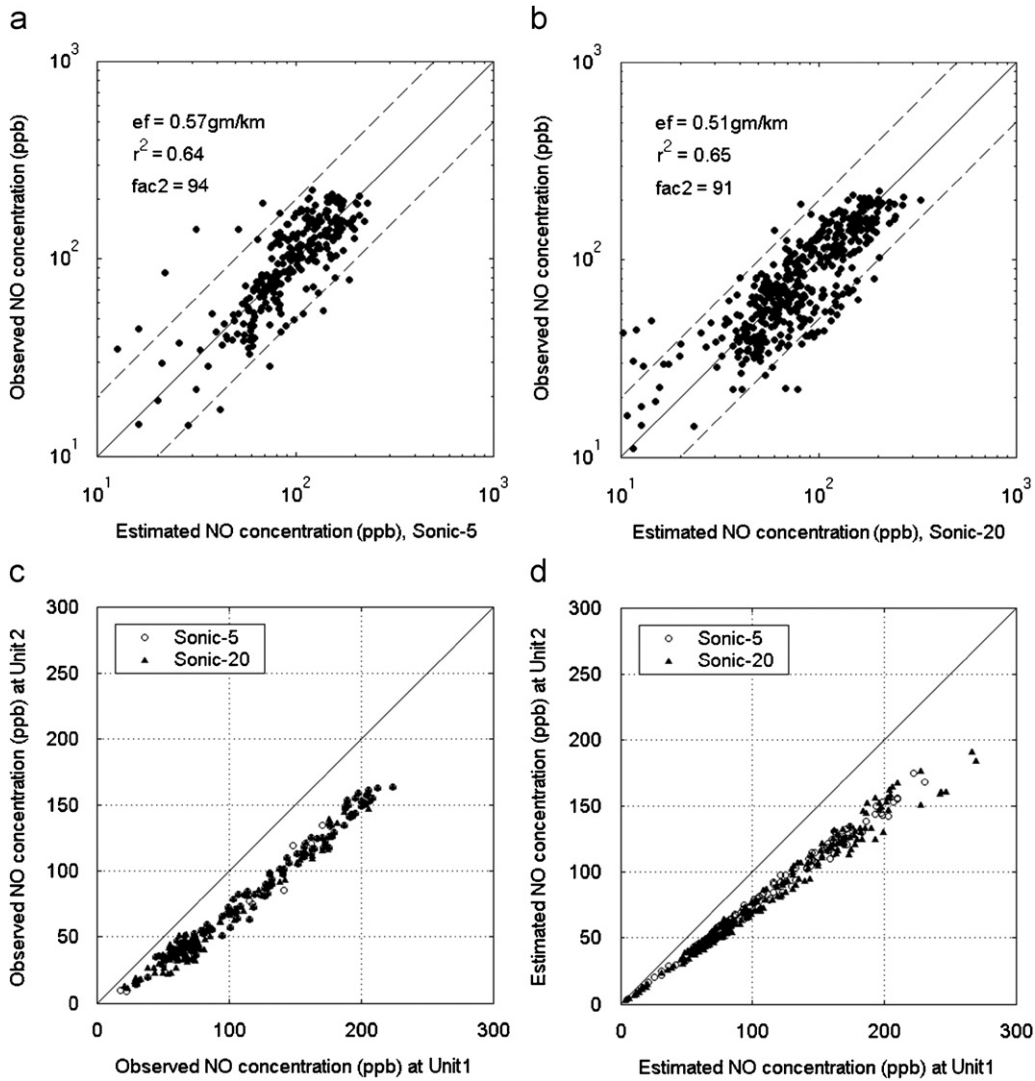 a
10^3
10^2
10^1
10^1
10^2
10^3
Observed NO concentration (ppb)
Estimated NO concentration (ppb), Sonic-5
ef = 0.57gm/km
r^2 = 0.64
fac2 = 94
b
10^3
10^2
10^1
10^1
10^2
10^3
Observed NO concentration (ppb)
Estimated NO concentration (ppb), Sonic-20
ef = 0.51gm/km
r^2 = 0.65
fac2 = 91
c
300
250
200
150
100
50
0
0
100
200
300
Observed NO concentration (ppb) at Unit2
Observed NO concentration (ppb) at Unit1
Sonic-5
Sonic-20
d
300
250
200
150
100
50
0
0
100
200
300
Estimated NO concentration (ppb) at Unit2
Estimated NO concentration (ppb) at Unit1
Sonic-5
Sonic-20